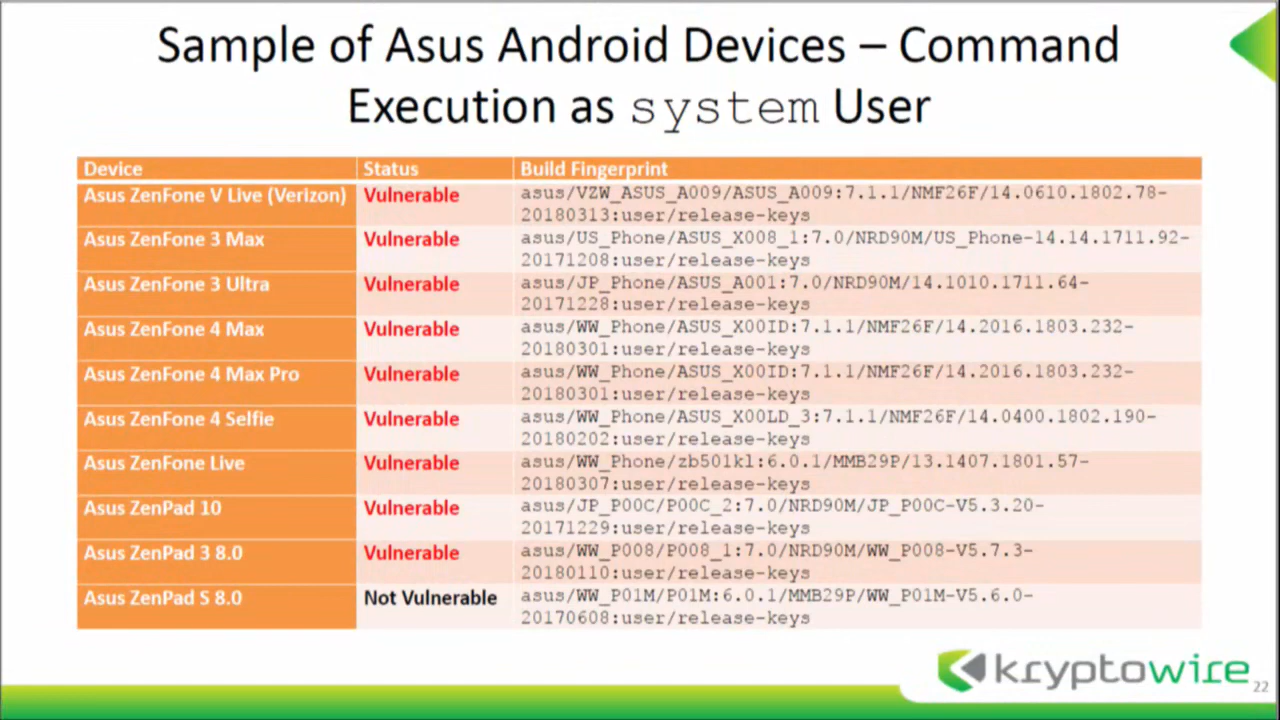 Sample of Asus Android Devices – Command
Execution as system User
Device Status Build Fingerprint
Asus ZenFone V Live (Verizon) Vulnerable asus/VZW_ASUS_A009/ASUS_A009:7.1.1/NMF26F/14.0610.1802.78-
20180313:user/release-keys
Asus ZenFone 3 Max Vulnerable asus/US_Phone/ASUS_X008_1:7.0/NRD90M/US_Phone-14.14.1711.92-
20171208:user/release-keys
Asus ZenFone 3 Ultra Vulnerable asus/JP_Phone/ASUS_A001:7.0/NRD90M/14.1010.1711.64-
20171228:user/release-keys
Asus ZenFone 4 Max Vulnerable asus/WW_Phone/ASUS_X00ID:7.1.1/NMF26F/14.2016.1803.232-
20180301:user/release-keys
Asus ZenFone 4 Max Pro Vulnerable asus/WW_Phone/ASUS_X00ID:7.1.1/NMF26F/14.2016.1803.232-
20180301:user/release-keys
Asus ZenFone 4 Selfie Vulnerable asus/WW_Phone/ASUS_X00LD_3:7.1.1/NMF26F/14.0400.1802.190-
20180202:user/release-keys
Asus ZenFone Live Vulnerable asus/WW_Phone/zb501kl:6.0.1/MMB29P/13.1407.1801.57-
20180307:user/release-keys
Asus ZenPad 10 Vulnerable asus/JP_P00C/P00C_2:7.0/NRD90M/JP_P00C-V5.3.20-
20171229:user/release-keys
Asus ZenPad 3 8.0 Vulnerable asus/WW_P008/P008_1:7.0/NRD90M/WW_P008-V5.7.3-
20180110:user/release-keys
Asus ZenPad S 8.0 Not Vulnerable asus/WW_P01M/P01M:6.0.1/MMB29P/WW_P01M-V5.6.0-
20170608:user/release-keys
kryptowire
22